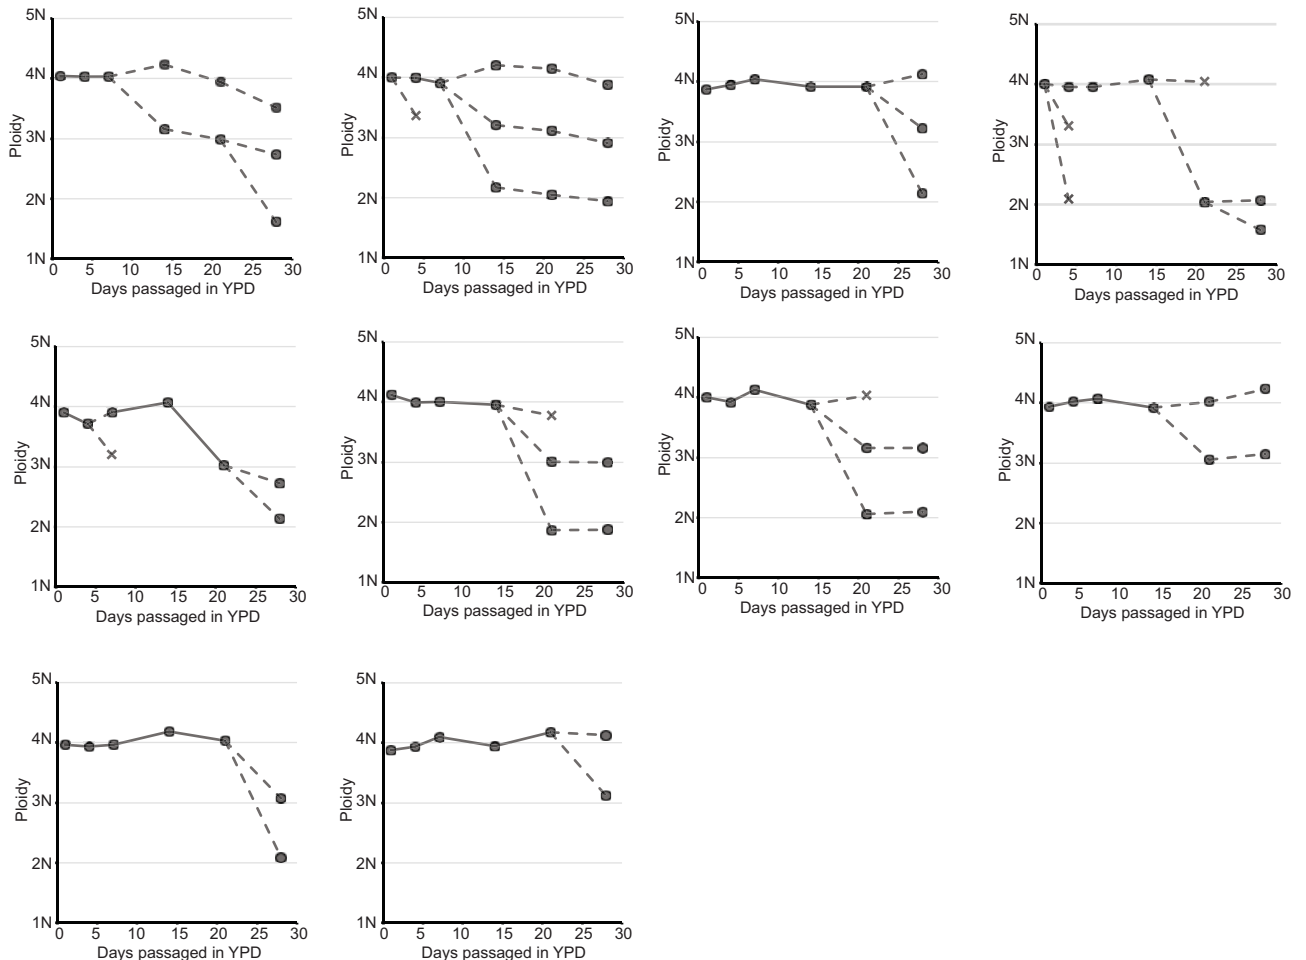 5N 5N 5N 5N
4N 4N 4N 4N
Ploidy Ploidy Ploidy Ploidy
3N 3N 3N 3N
2N 2N 2N 2N
1N 1N 1N 1N
0 5 10 15 20 25 30 0 5 10 15 20 25 30 0 5 10 15 20 25 30 0 5 10 15 20 25 30
Days passaged in YPD Days passaged in YPD Days passaged in YPD Days passaged in YPD
5N 5N 5N 5N
4N 4N 4N 4N
Ploidy Ploidy Ploidy Ploidy
3N 3N 3N 3N
2N 2N 2N 2N
1N 1N 1N 1N
0 5 10 15 20 25 30 0 5 10 15 20 25 30 0 5 10 15 20 25 30 0 5 10 15 20 25 30
Days passaged in YPD Days passaged in YPD Days passaged in YPD Days passaged in YPD
5N 5N
4N 4N
Ploidy Ploidy
3N 3N
2N 2N
1N 1N
0 5 10 15 20 25 30 0 5 10 15 20 25 30
Days passaged in YPD Days passaged in YPD